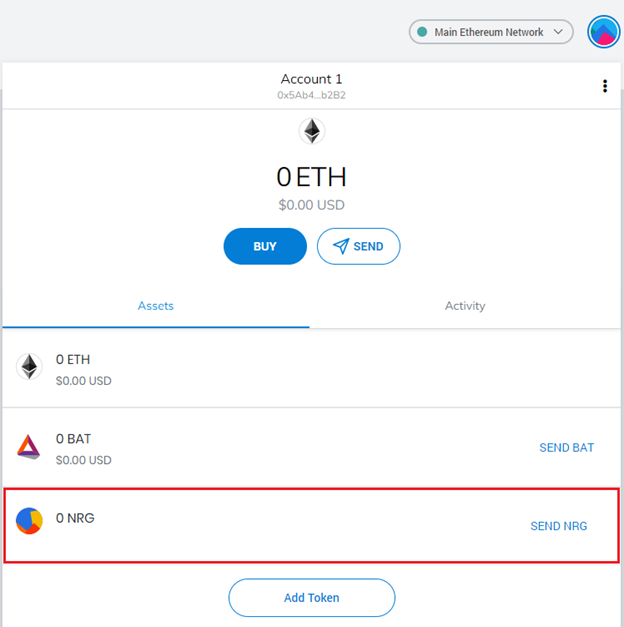 Main Ethereum Network
Account 1
0x5Ab4...b2B2
0 ETH
$0.00 USD
BUY
SEND
Assets
Activity
0 ETH
$0.00 USD
0 BAT
$0.00 USD
SEND BAT
0 NRG
SEND NRG
Add Token